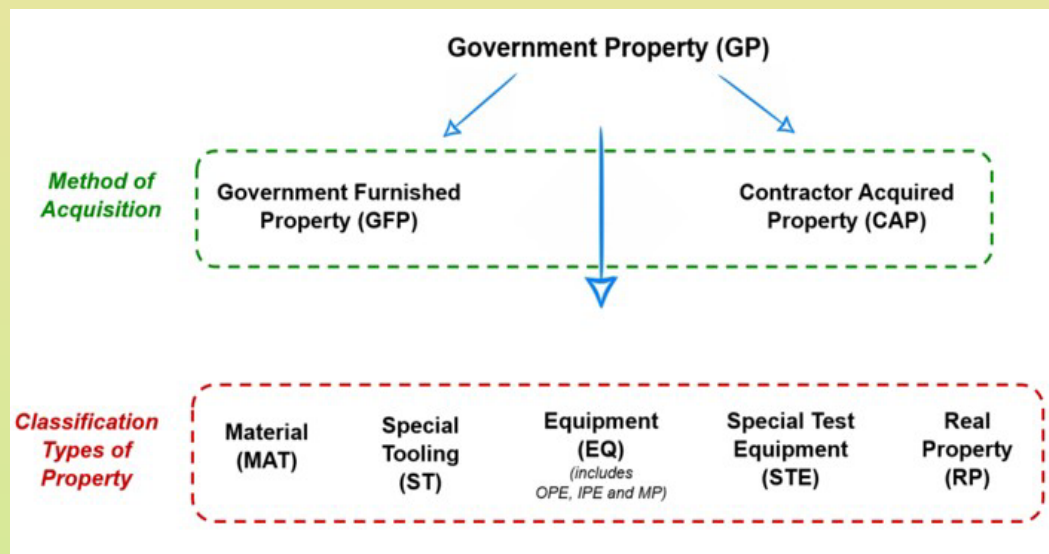 Government Property (GP)
Method of
Acquisition
Government Furnished
Property (GFP)
Contractor Acquired
Property (CAP)
Classification
Types of
Property
Material
(MAT)
Special
Tooling
(ST)
Equipment
(EQ)
(includes
OPE, IPE and MP)
Special Test
Equipment
(STE)
Real
Property
(RP)